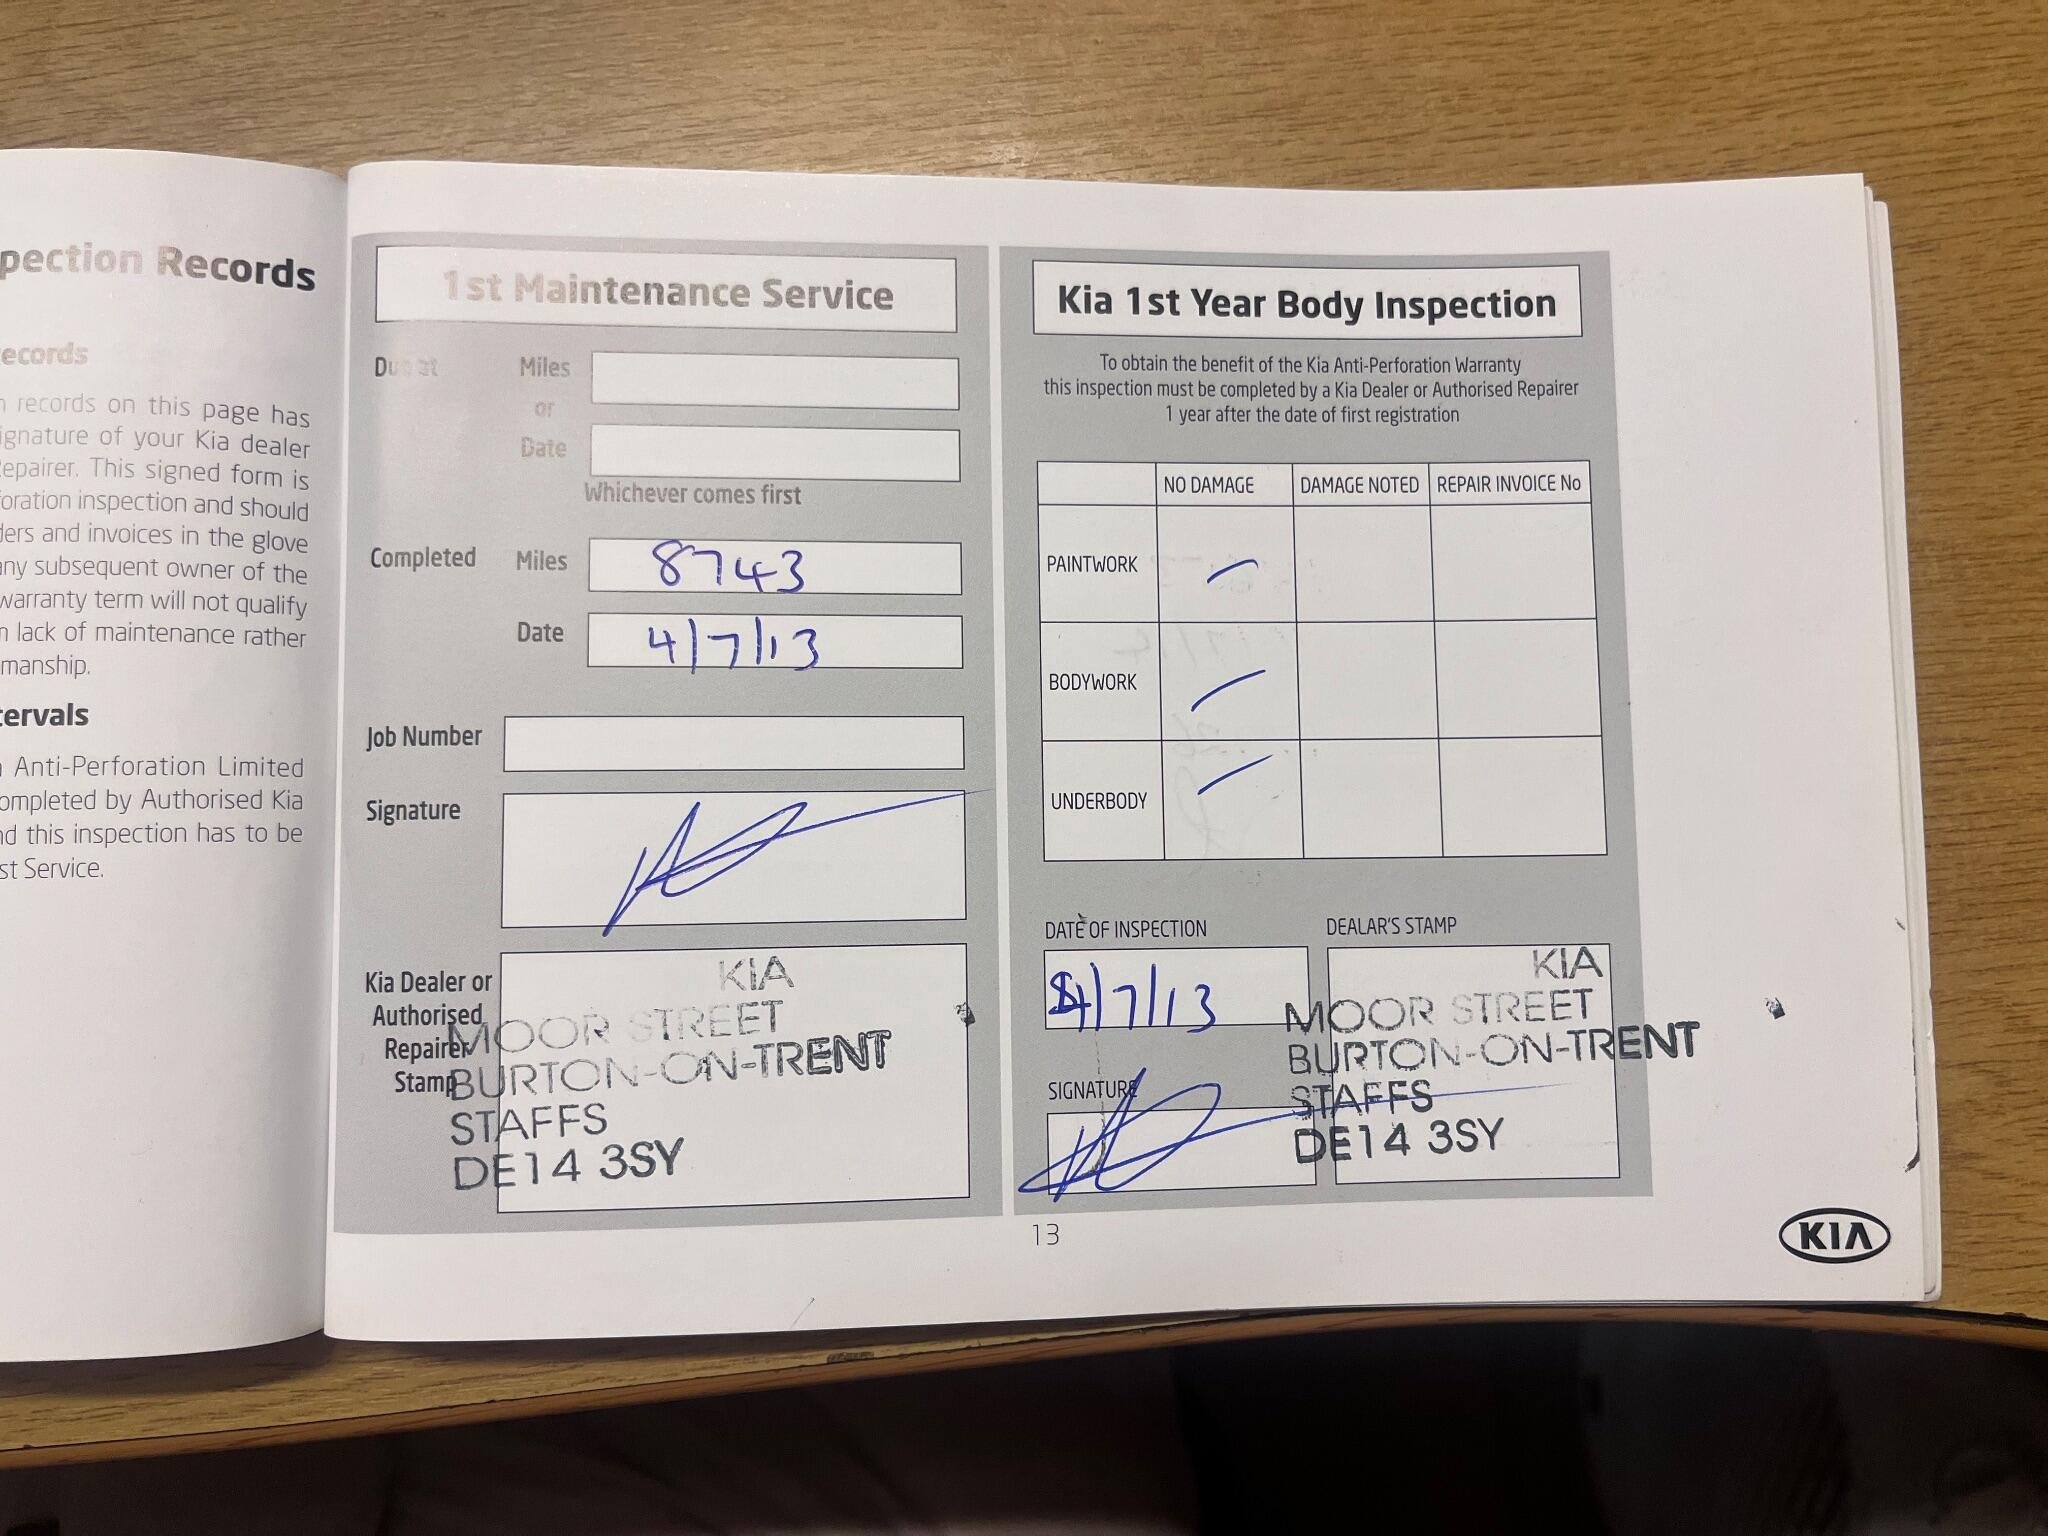 pection Records
ecords
n records on this page has
ignature of your Kia dealer
Repairer. This signed form is
foration inspection and should
ders and invoices in the glove
any subsequent owner of the
warranty term will not qualify
m lack of maintenance rather
manship.
tervals
Anti-Perforation Limited
ompleted by Authorised Kia
nd this inspection has to be
st Service.
1st Maintenance Service
Due at Miles
or
Date
Whichever comes first
Completed Miles 8743
Date 4/7/13
Job Number
Signature
Kia Dealer or
Authorised
Repairer
Stamp
KIA
MOOR STREET
BURTON-ON-TRENT
STAFFS
DE14 3SY
Kia 1st Year Body Inspection
To obtain the benefit of the Kia Anti-Perforation Warranty
this inspection must be completed by a Kia Dealer or Authorised Repairer
1 year after the date of first registration
NO DAMAGE DAMAGE NOTED REPAIR INVOICE No
PAINTWORK
BODYWORK
UNDERBODY
DATE OF INSPECTION
4/7/13
SIGNATURE
DEALAR'S STAMP
KIA
MOOR STREET
BURTON-ON-TRENT
STAFFS
DE14 3SY
13
KIA